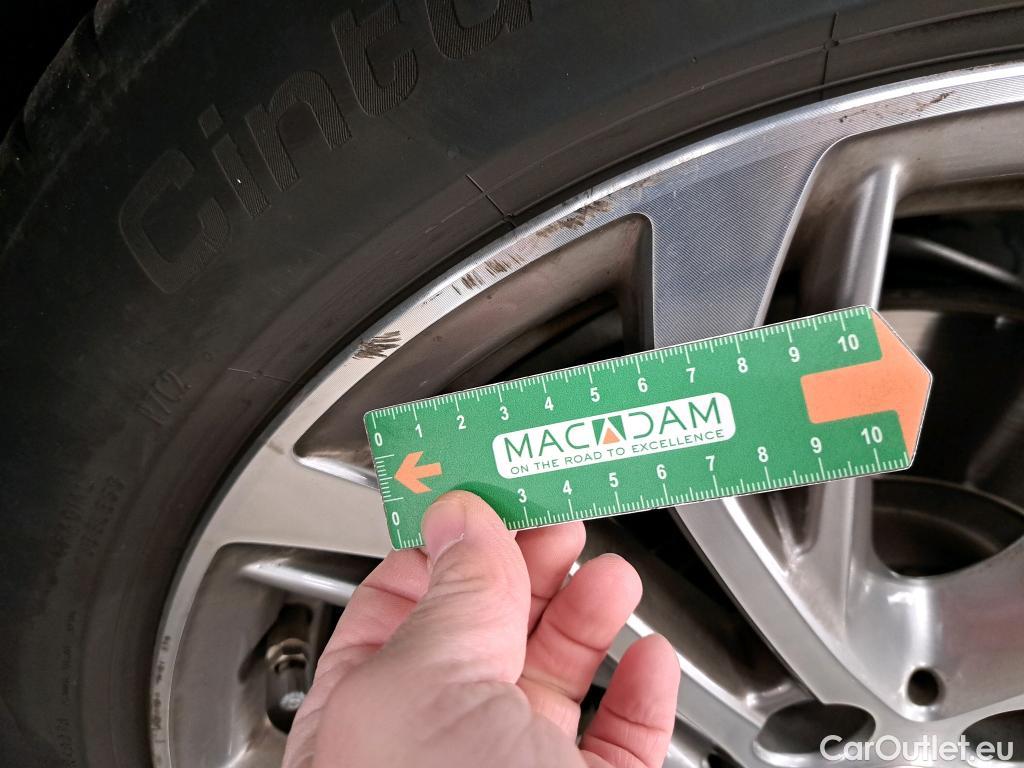 Cintu
0 1 2 3 4 5 6 7 8 9 10
MACADAM
ON THE ROAD TO EXCELLENCE
0 3 4 5 6 7 8 9 10
CarOutlet.eu